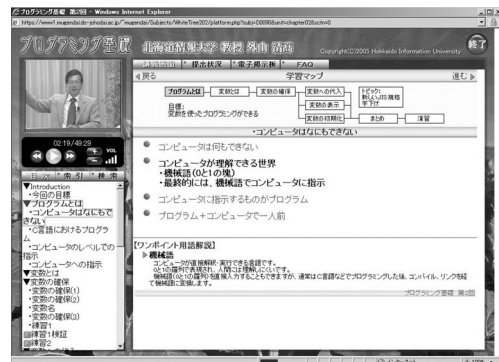 プログラミング基礎 第2回 - Windows Internet Explorer
プログラミング基礎
北海道情報大学 教授 外山 清高
Copyright(C)2005 Hokkaido Information University
終了
提出状況
電子掲示板
FAQ
戻る
学習マップ
進む
プログラムとは
変数とは
変数の確保
変数への代入
トピック:
新しいJIS規格
字下げ
目標:
変数を使ったプログラミングができる
変数の表示
変数の初期化
まとめ
演習
・コンピュータはなにもできない
コンピュータは何もできない
コンピュータが理解できる世界
・機械語(0と1の塊)
・最終的には、機械語でコンピュータに指示
コンピュータに指示するものがプログラム
プログラム+コンピュータで一人前
02:19/49:29
目次
索引
検索
▼Introduction
・今回の目標
▼プログラムとは
・コンピュータはなにもで
きない
・C言語におけるプログラ
ム
・コンピュータのレベルでの
指示
・コンピュータへの指示
▼変数とは
▼変数の確保
・変数の確保(1)
・変数の確保(2)
・変数名
・変数の確保(3)
・練習1
練習1検証
・練習2
【ワンポイント用語解説】
機械語
コンピュータが直接解釈・実行できる言語です。
0と1の羅列で表現され、人間には理解しにくいです。
機械語(0と1の羅列)を直接入力することもできますが、通常はC言語などでプログラミングした後、コンパイル、リンクを経
て機械語に変換します。
プログラミング基礎 第2回